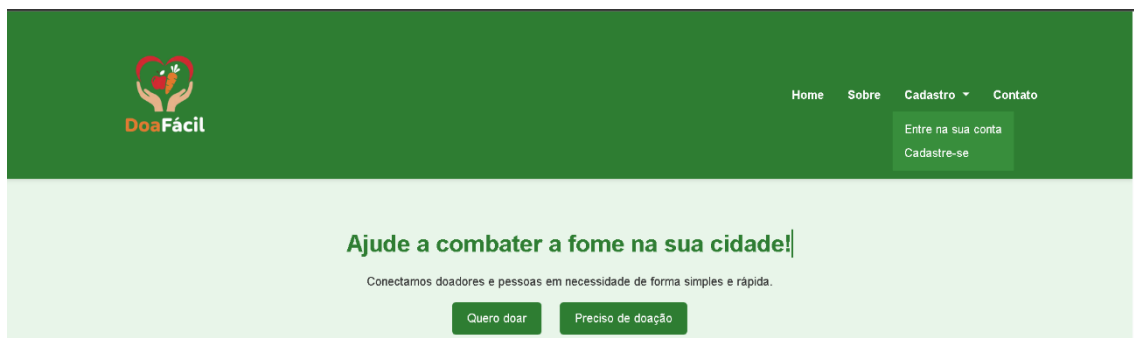 DoaFácil
Home Sobre Cadastro Contato
Entre na sua conta
Cadastre-se
Ajude a combater a fome na sua cidade!
Conectamos doadores e pessoas em necessidade de forma simples e rápida.
Quero doar Preciso de doação